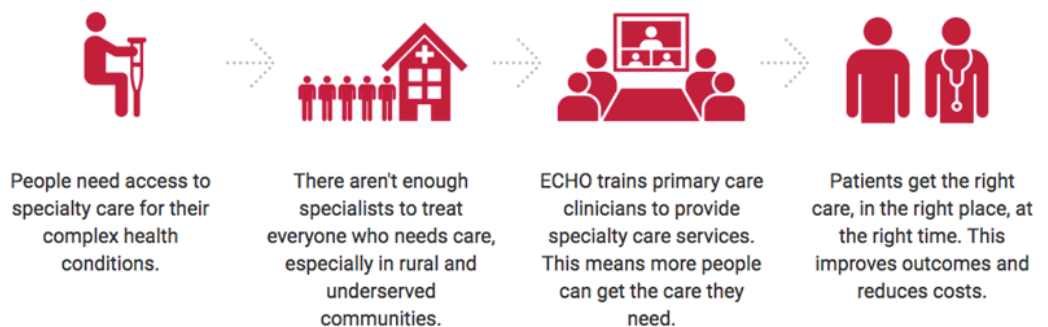 People need access to
specialty care for their
complex health
conditions.
There aren't enough
specialists to treat
everyone who needs care,
especially in rural and
underserved
communities.
ECHO trains primary care
clinicians to provide
specialty care services.
This means more people
can get the care they
need.
Patients get the right
care, in the right place, at
the right time. This
improves outcomes and
reduces costs.